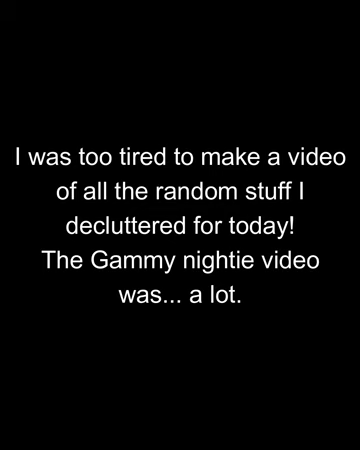 I was too tired to make a video
of all the random stuff I
decluttered for today!
The Gammy nightie video
was... a lot.